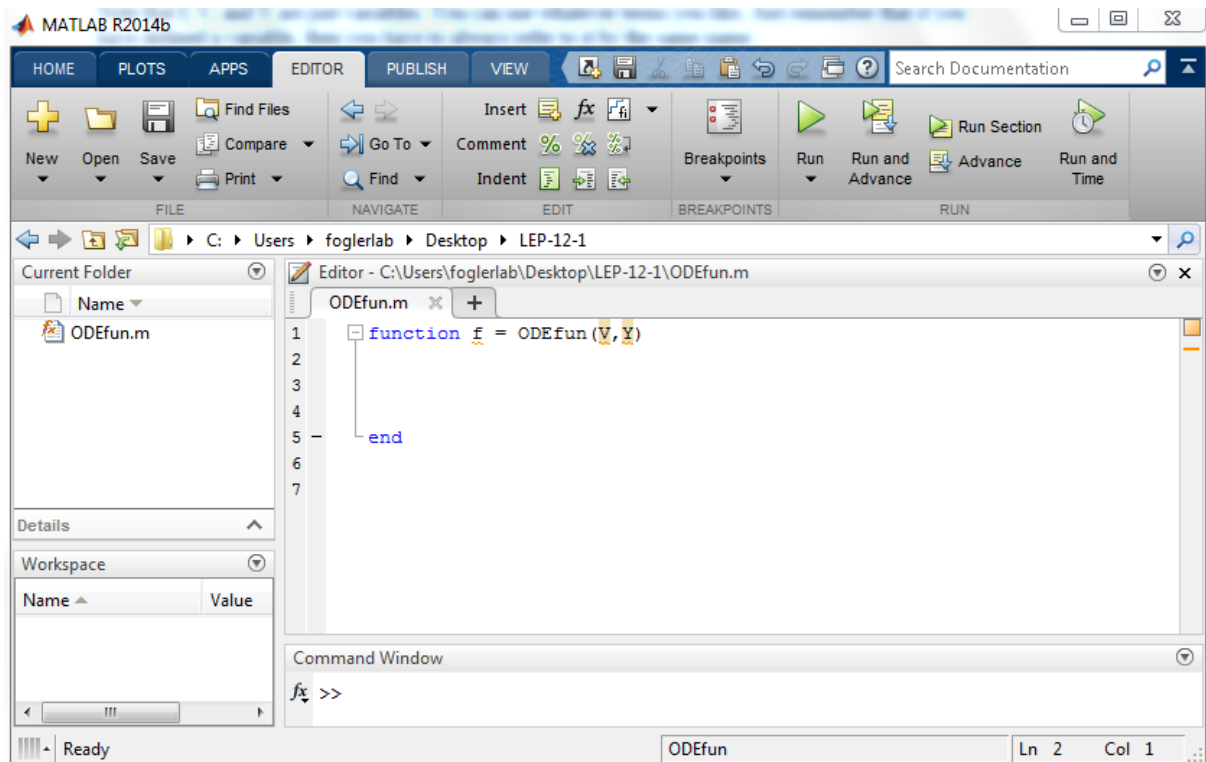 MATLAB R2014b
HOME PLOTS APPS EDITOR PUBLISH VIEW Search Documentation
New Open Save Find Files Compare Print
FILE
Go To Find
NAVIGATE
Insert fx fi
Comment % % %
Indent
EDIT
Breakpoints
BREAKPOINTS
Run Run and Advance Run Section Advance Run and Time
RUN
C: Users foglerlab Desktop LEP-12-1
Current Folder
Name
ODEfun.m
Details
Workspace
Name Value
Editor - C:\Users\foglerlab\Desktop\LEP-12-1\ODEfun.m
ODEfun.m +
1 function f = ODEfun(V,Y)
2
3
4
5 – end
6
7
Command Window
fx >>
Ready ODEfun Ln 2 Col 1